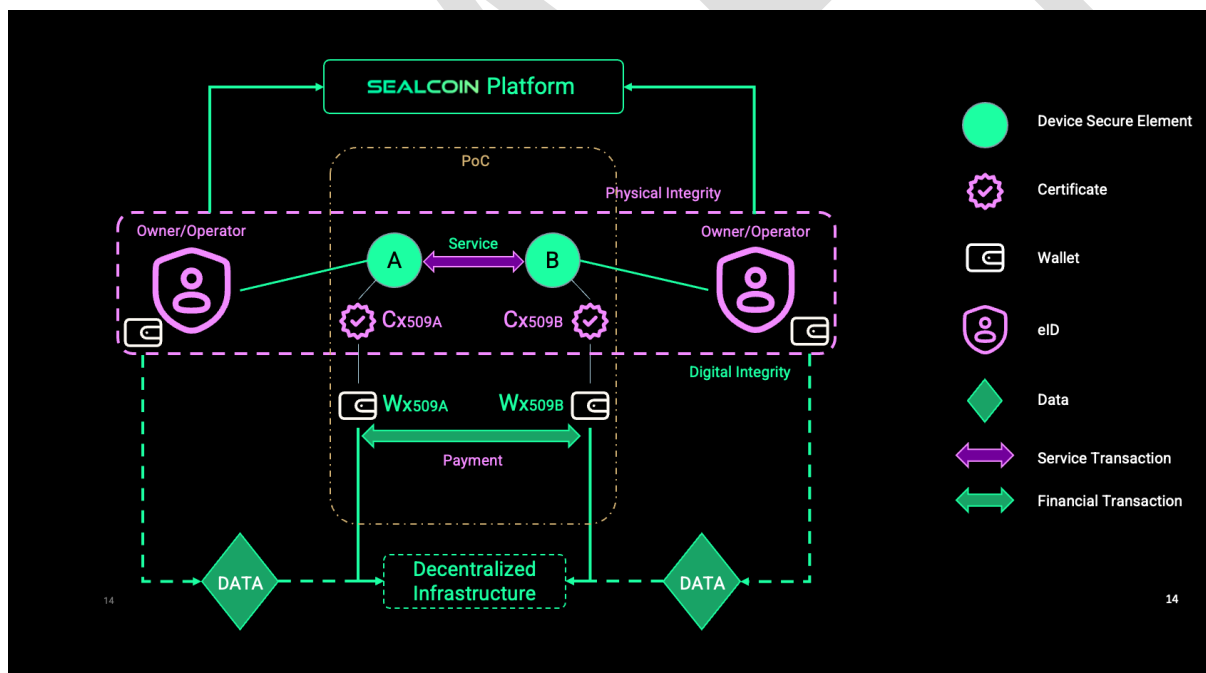 SEALCOIN Platform
PoC
Physical Integrity
Owner/Operator
Owner/Operator
Service
A
B
Cx509A
Cx509B
Digital Integrity
Wx509A
Wx509B
Payment
DATA
Decentralized
Infrastructure
DATA
14
14
Device Secure Element
Certificate
Wallet
eID
Data
Service Transaction
Financial Transaction